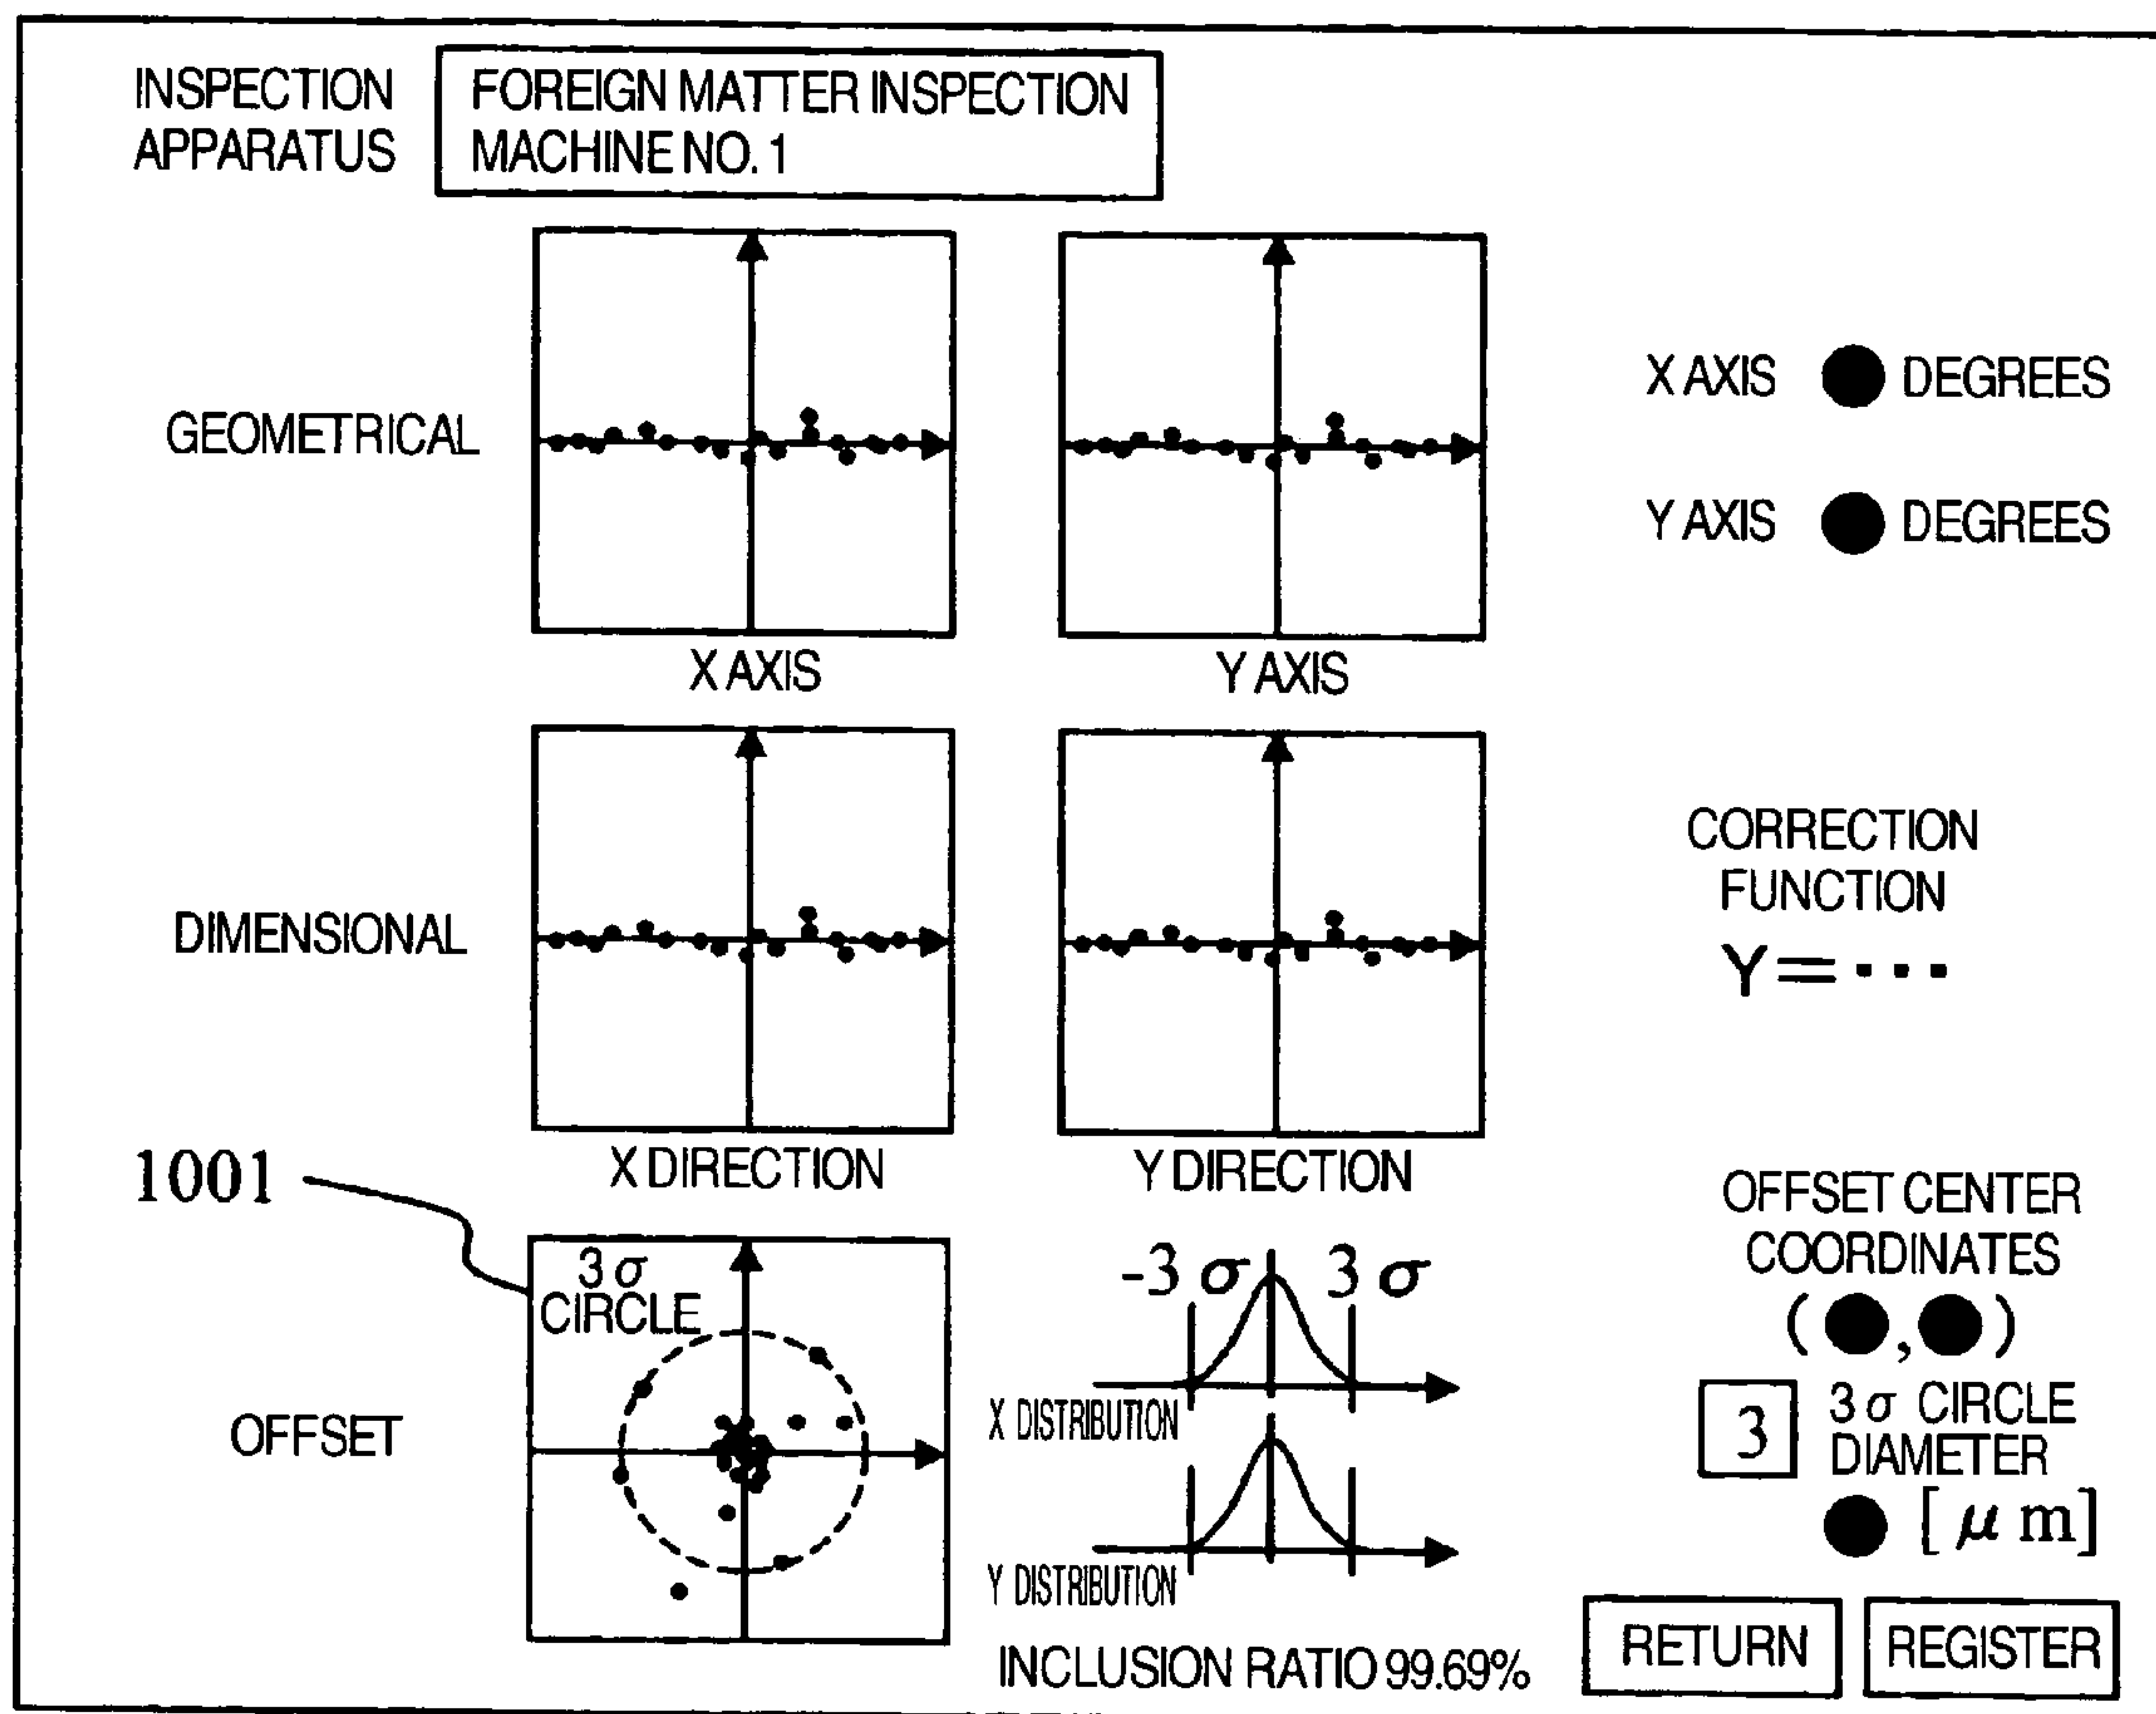 INSPECTION
APPARATUS
FOREIGN MATTER INSPECTION
MACHINE NO. 1
GEOMETRICAL
X AXIS
Y AXIS
X AXIS ● DEGREES
Y AXIS ● DEGREES
DIMENSIONAL
X DIRECTION
Y DIRECTION
CORRECTION
FUNCTION
Y=···
1001
OFFSET
3σ
CIRCLE
-3σ 3σ
X DISTRIBUTION
Y DISTRIBUTION
INCLUSION RATIO 99.69%
OFFSET CENTER
COORDINATES
(●,●)
3
3σ CIRCLE
DIAMETER
● [μm]
RETURN
REGISTER